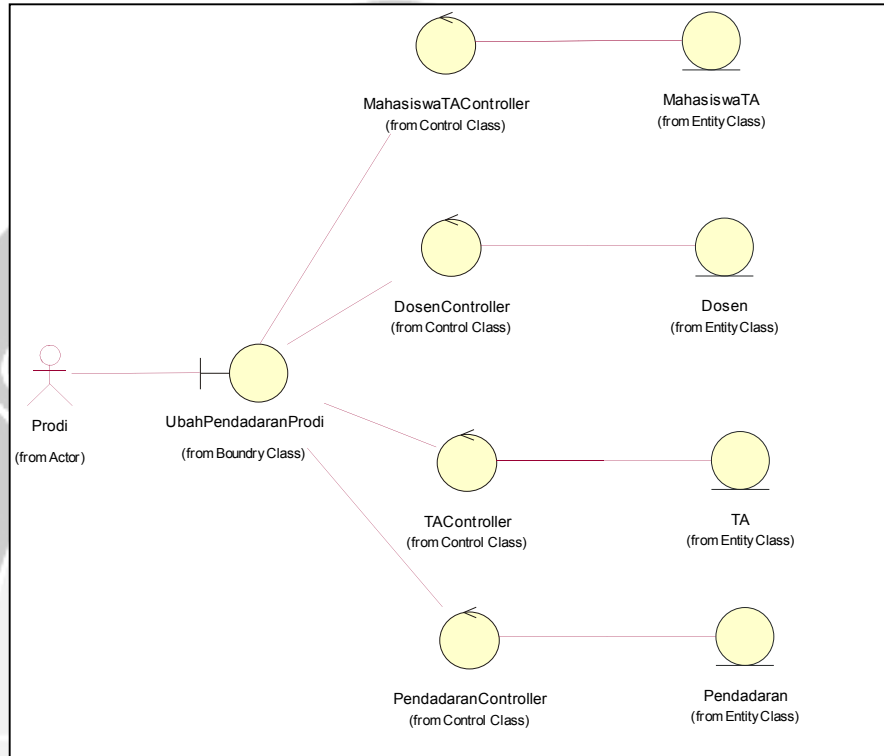 MahasiswaTAController
(from Control Class)
MahasiswaTA
(from Entity Class)
DosenController
(from Control Class)
Dosen
(from Entity Class)
Prodi
(from Actor)
UbahPendadaranProdi
(from Boundry Class)
TAController
(from Control Class)
TA
(from Entity Class)
PendadaranController
(from Control Class)
Pendadaran
(from Entity Class)